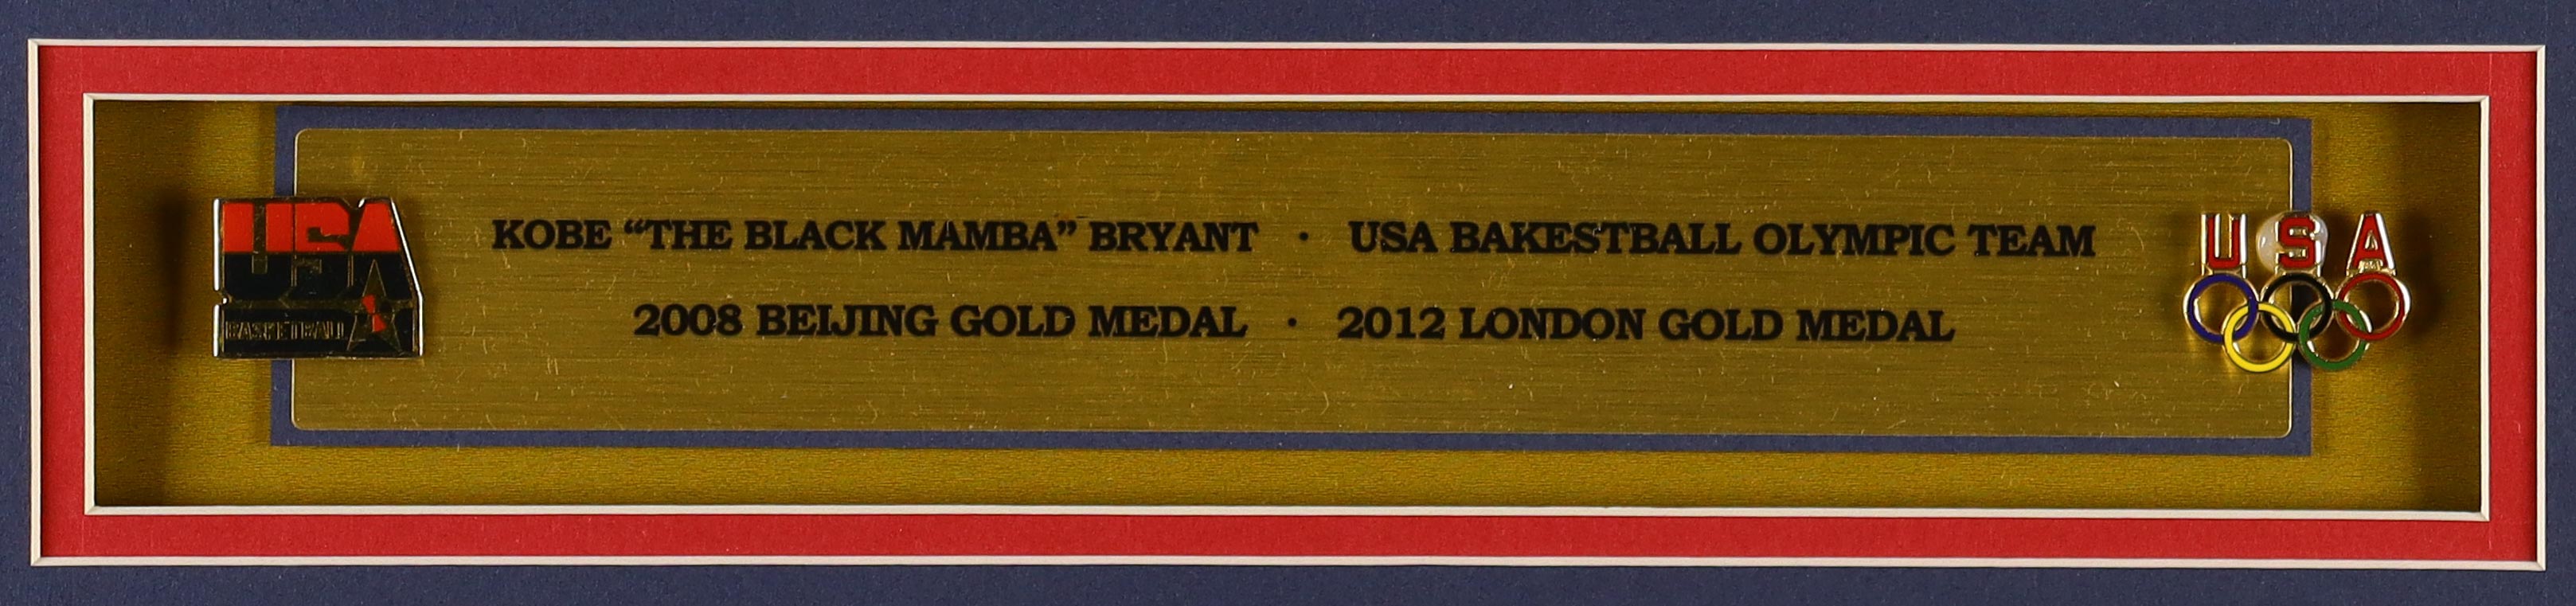 USA
BASKETBALL
KOBE “THE BLACK MAMBA” BRYANT · USA BAKESTBALL OLYMPIC TEAM
2008 BEIJING GOLD MEDAL · 2012 LONDON GOLD MEDAL
USA